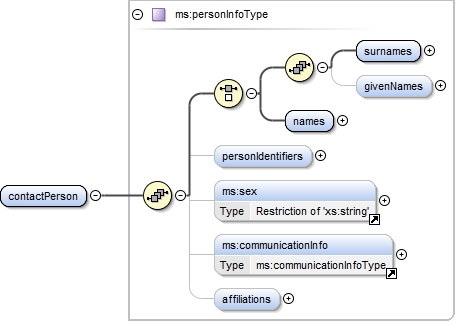 ms:personInfoType
surnames
givenNames
names
personIdentifiers
contactPerson
ms:sex
Type Restriction of 'xs:string'
ms:communicationInfo
Type ms:communicationInfoType
affiliations